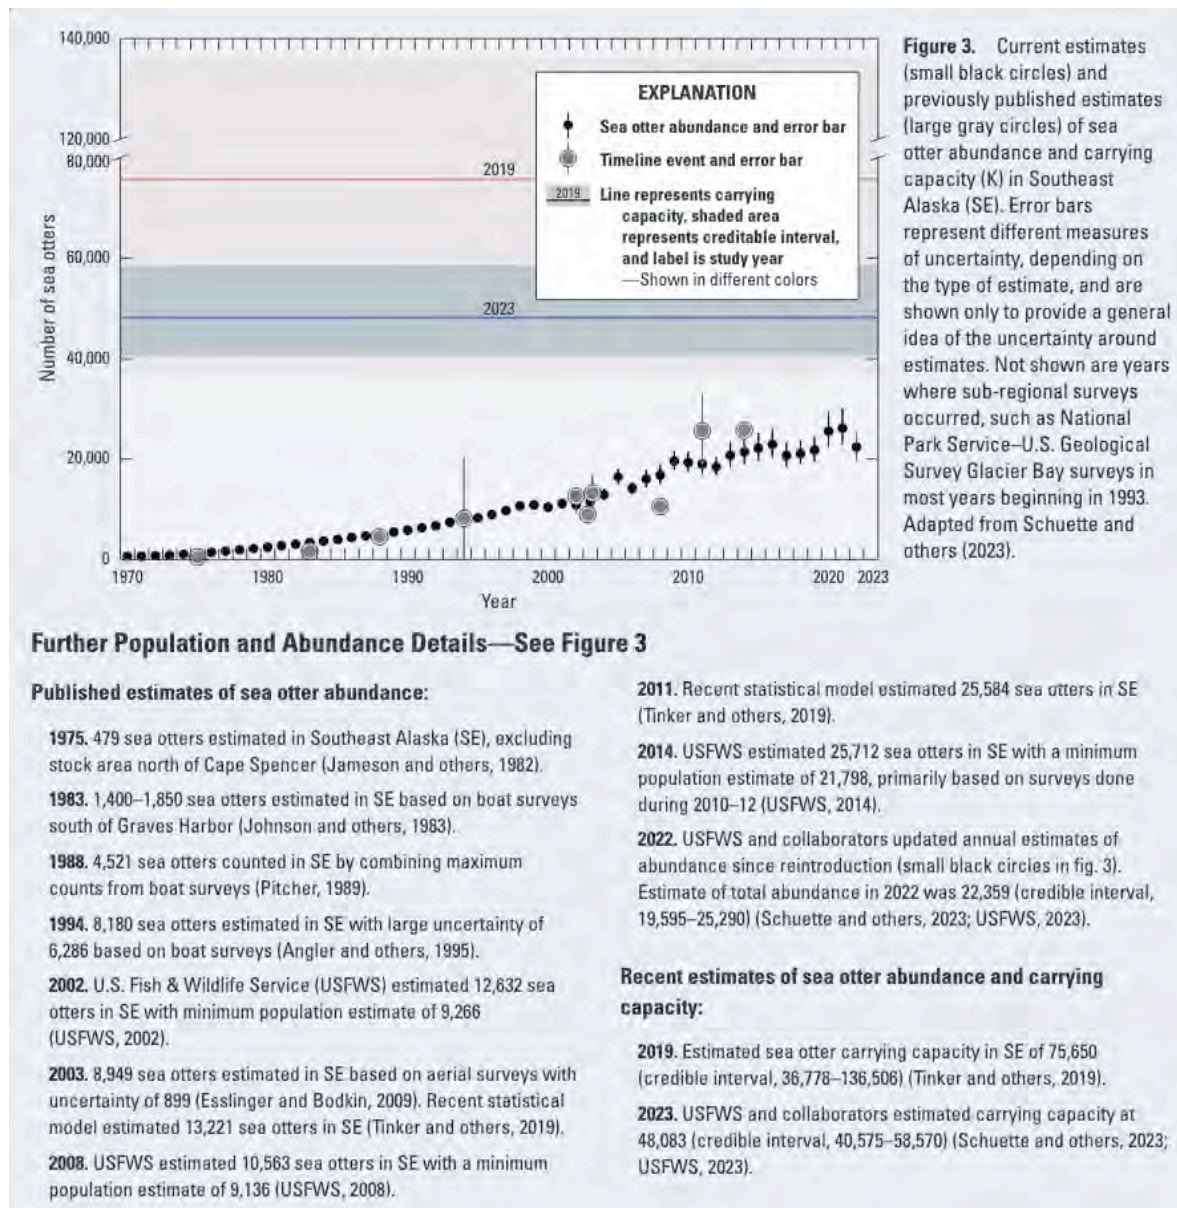 140,000
120,000
80,000
60,000
40,000
20,000
0
Number of sea otters
1970
1980
1990
2000
2010
2020 2023
Year
2019
2023
EXPLANATION
Sea otter abundance and error bar
Timeline event and error bar
2019
Line represents carrying
capacity, shaded area
represents creditable interval,
and label is study year
—Shown in different colors
Figure 3. Current estimates
(small black circles) and
previously published estimates
(large gray circles) of sea
otter abundance and carrying
capacity (K) in Southeast
Alaska (SE). Error bars
represent different measures
of uncertainty, depending on
the type of estimate, and are
shown only to provide a general
idea of the uncertainty around
estimates. Not shown are years
where sub-regional surveys
occurred, such as National
Park Service–U.S. Geological
Survey Glacier Bay surveys in
most years beginning in 1993.
Adapted from Schuette and
others (2023).
Further Population and Abundance Details—See Figure 3
Published estimates of sea otter abundance:
1975. 479 sea otters estimated in Southeast Alaska (SE), excluding
stock area north of Cape Spencer (Jameson and others, 1982).
1983. 1,400–1,850 sea otters estimated in SE based on boat surveys
south of Graves Harbor (Johnson and others, 1983).
1988. 4,521 sea otters counted in SE by combining maximum
counts from boat surveys (Pitcher, 1989).
1994. 8,180 sea otters estimated in SE with large uncertainty of
6,286 based on boat surveys (Angler and others, 1995).
2002. U.S. Fish & Wildlife Service (USFWS) estimated 12,632 sea
otters in SE with minimum population estimate of 9,266
(USFWS, 2002).
2003. 8,949 sea otters estimated in SE based on aerial surveys with
uncertainty of 899 (Esslinger and Bodkin, 2009). Recent statistical
model estimated 13,221 sea otters in SE (Tinker and others, 2019).
2008. USFWS estimated 10,563 sea otters in SE with a minimum
population estimate of 9,136 (USFWS, 2008).
2011. Recent statistical model estimated 25,584 sea otters in SE
(Tinker and others, 2019).
2014. USFWS estimated 25,712 sea otters in SE with a minimum
population estimate of 21,798, primarily based on surveys done
during 2010–12 (USFWS, 2014).
2022. USFWS and collaborators updated annual estimates of
abundance since reintroduction (small black circles in fig. 3).
Estimate of total abundance in 2022 was 22,359 (credible interval,
19,595–25,290) (Schuette and others, 2023; USFWS, 2023).
Recent estimates of sea otter abundance and carrying
capacity:
2019. Estimated sea otter carrying capacity in SE of 75,650
(credible interval, 36,778–136,506) (Tinker and others, 2019).
2023. USFWS and collaborators estimated carrying capacity at
48,083 (credible interval, 40,575–58,570) (Schuette and others, 2023;
USFWS, 2023).